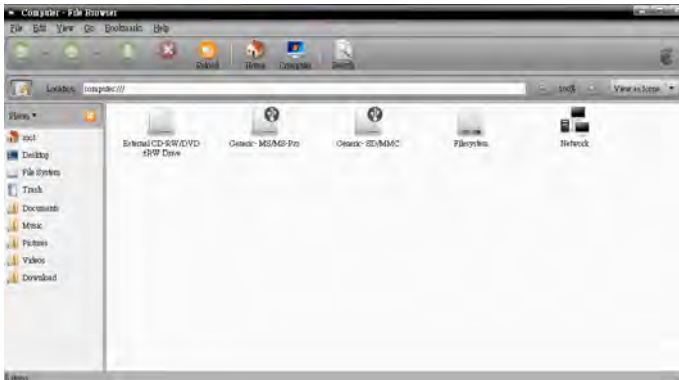 Computer - File Browser
File Edit View Go Bookmarks Help
Reload Home Computer Search
Location: computer:///
100% View as Icons
Places
root
Desktop
File System
Trash
Documents
Music
Pictures
Videos
Download
External CD-RW/DVD
±RW Drive
Generic- MS/MS-Pro
Generic- SD/MMC
Filesystem
Network